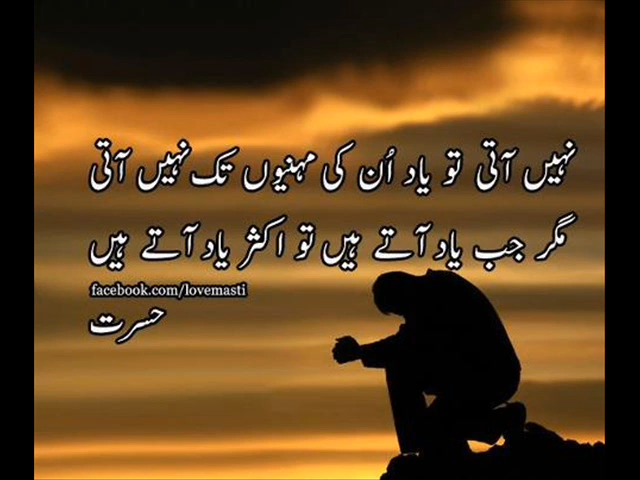 نہیں آتی تو یاد اُن کی مہنیوں تک نہیں آتی
مگر جب یاد آتے ہیں تو اکثر یاد آتے ہیں
facebook.com/lovemasti
حسرت